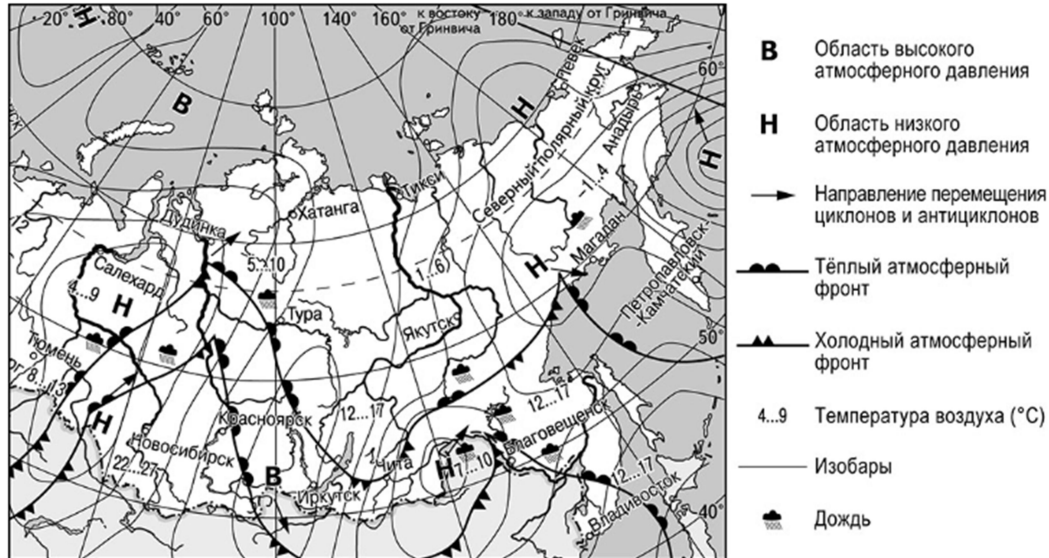 20°
40°
60°
80°
100
120°
140°
160°
к востоку
от Гринвича
180°
к западу от Гринвича
Н
В
Н
Певек
60°
Северный полярный круг
Анадырь
Н
Тикси
-1...4
Хатанга
Магадан
Дудинка
12
5...10
1...6
Н
Петропавловск-
-Камчатский
Салехард
4...9
Н
Тура
Якутск
50°
Тюмень
8...13
Красноярск
12...17
12...17
Благовещенск
Н
Новосибирск
22...27
В
Чита
Н
7...10
12...17
Иркутск
Владивосток
40°
В
Область высокого
атмосферного давления
Н
Область низкого
атмосферного давления
Направление перемещения
циклонов и антициклонов
Тёплый атмосферный
фронт
Холодный атмосферный
фронт
4...9
Температура воздуха (°C)
Изобары
Дождь